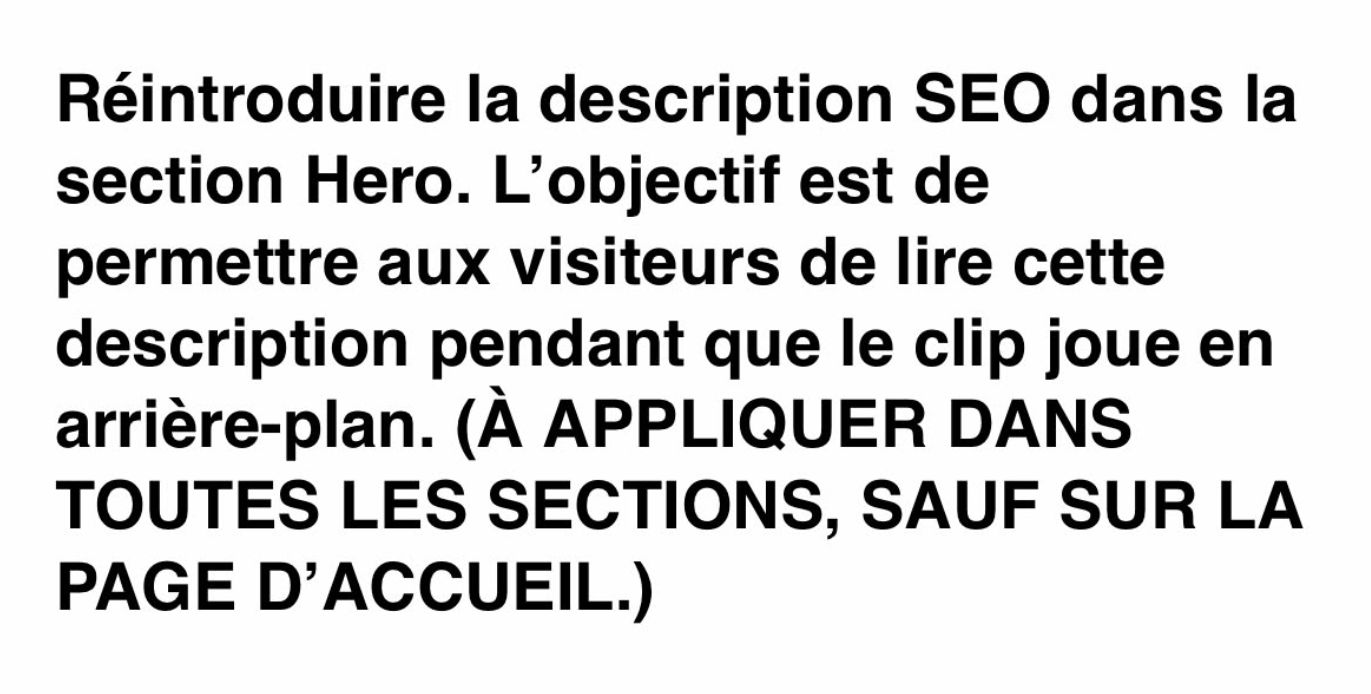 Réintroduire la description SEO dans la
section Hero. L’objectif est de
permettre aux visiteurs de lire cette
description pendant que le clip joue en
arrière-plan. (À APPLIQUER DANS
TOUTES LES SECTIONS, SAUF SUR LA
PAGE D’ACCUEIL.)